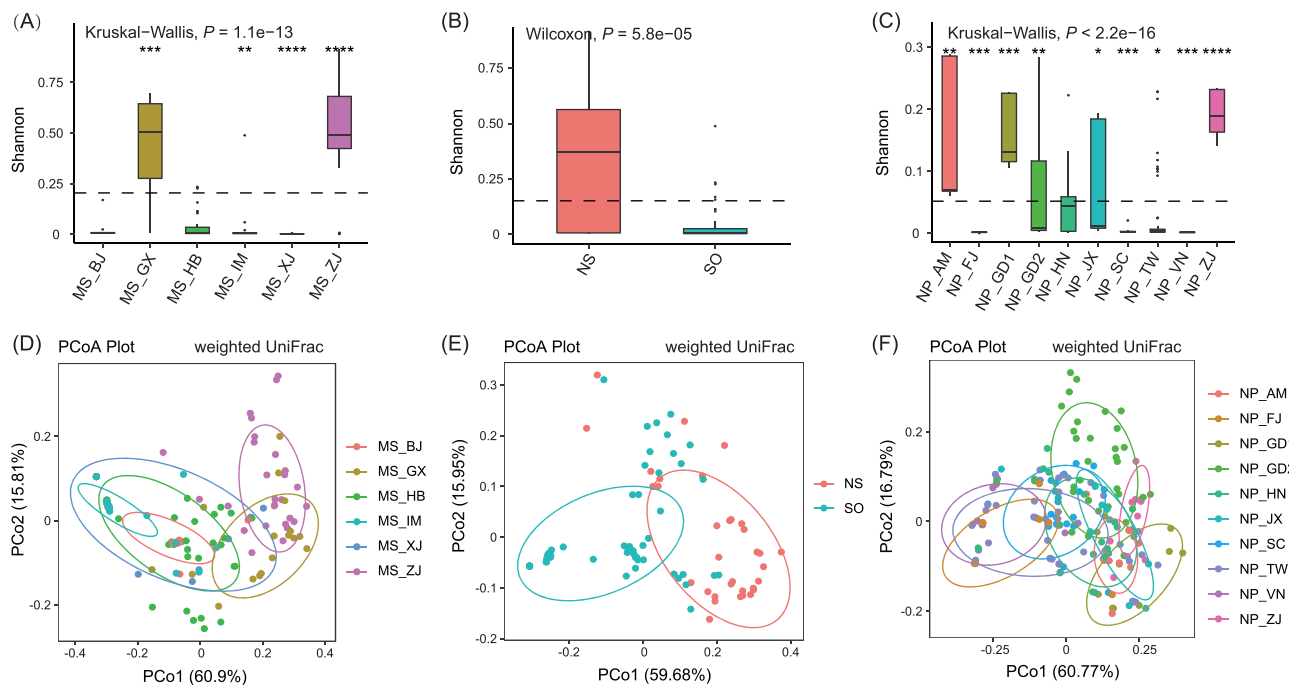 (A)
Kruskal−Wallis, P = 1.1e−13
*** ** **** ****
Shannon
0.75
0.50
0.25
0
MS_BJ
MS_GX
MS_HB
MS_IM
MS_XJ
MS_ZJ
(B)
Wilcoxon, P = 5.8e−05
Shannon
0.75
0.50
0.25
0
NS
SO
(C)
Kruskal−Wallis, P < 2.2e−16
** *** *** ** * *** * *** ****
Shannon
0.3
0.2
0.1
0
NP_AM
NP_FJ
NP_GD1
NP_GD2
NP_HN
NP_JX
NP_SC
NP_TW
NP_VN
NP_ZJ
(D)
PCoA Plot weighted UniFrac
PCo2 (15.81%)
0.2
0
-0.2
-0.4 -0.2 0 0.2 0.4
PCo1 (60.9%)
MS_BJ
MS_GX
MS_HB
MS_IM
MS_XJ
MS_ZJ
(E)
PCoA Plot weighted UniFrac
PCo2 (15.95%)
0.3
0.2
0.1
0
-0.1
-0.2
-0.4 -0.2 0 0.2 0.4
PCo1 (59.68%)
NS
SO
(F)
PCoA Plot weighted UniFrac
PCo2 (16.79%)
0.2
0
-0.2
-0.25 0 0.25
PCo1 (60.77%)
NP_AM
NP_FJ
NP_GD
NP_GD
NP_HN
NP_JX
NP_SC
NP_TW
NP_VN
NP_ZJ